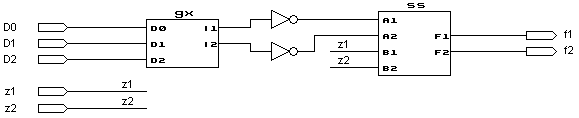 gx ss
D0 D0 I1 A1
D1 D1 I2 A2 F1 f1
D2 D2 z1 B1 F2 f2
z2 B2
z1 z1
z2 z2